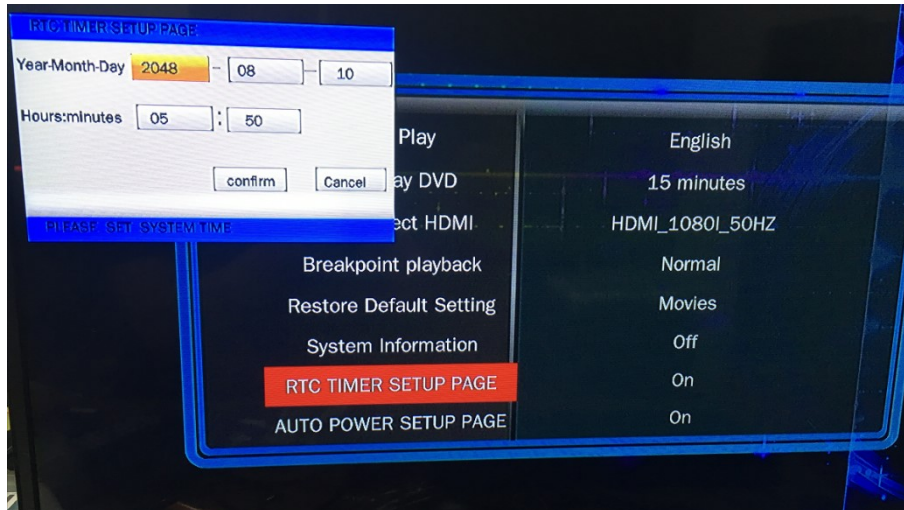 RTC TIMER SETUP PAGE
Year-Month-Day 2048 - 08 - 10
Hours:minutes 05 : 50
confirm Cancel
PLEASE SET SYSTEM TIME
Play English
ay DVD 15 minutes
ect HDMI HDMI_1080I_50HZ
Breakpoint playback Normal
Restore Default Setting Movies
System Information Off
RTC TIMER SETUP PAGE On
AUTO POWER SETUP PAGE On